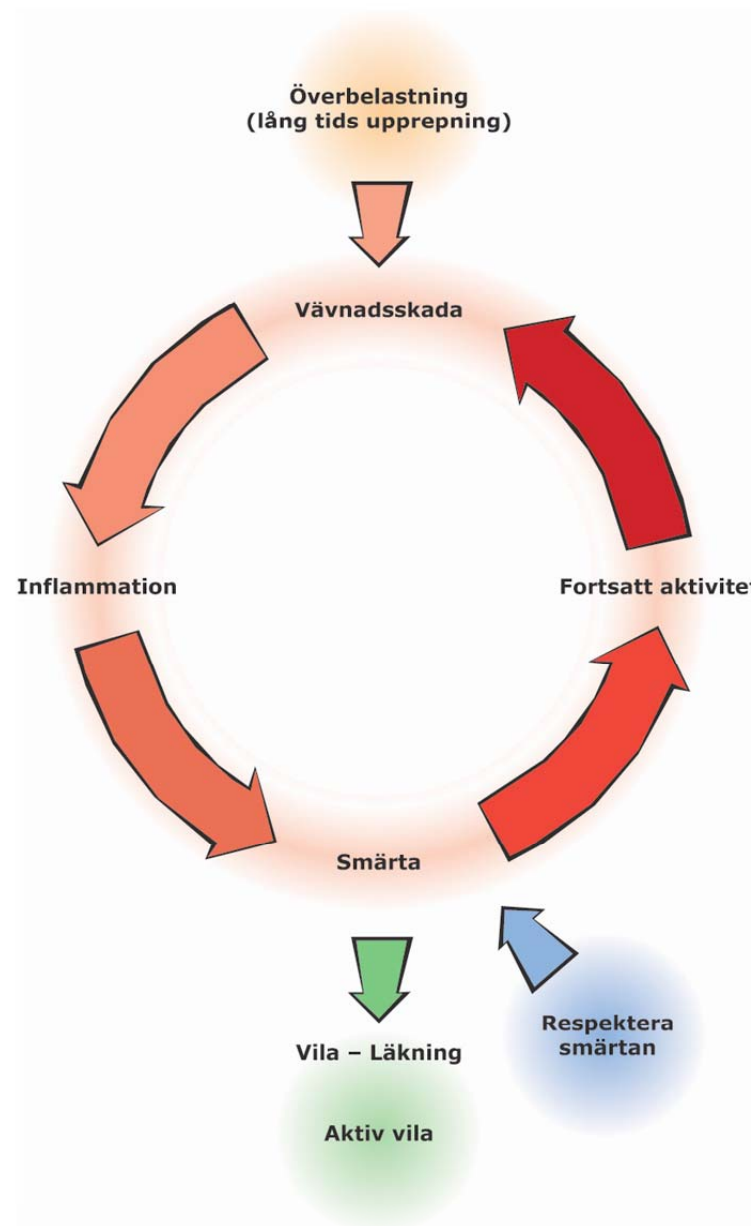 Överbelastning
(lång tids upprepning)
Vävnadsskada
Inflammation
Fortsatt aktivitet
Smärta
Respektera
smärtan
Vila – Läkning
Aktiv vila